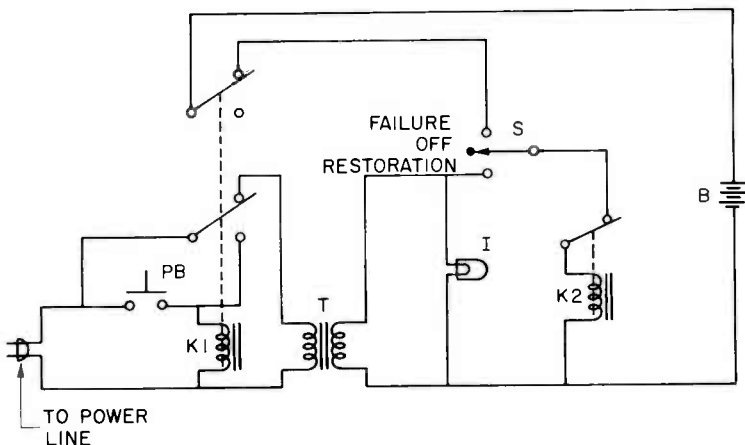 FAILURE
OFF
RESTORATION
S
B
I
PB
T
K2
K1
TO POWER
LINE